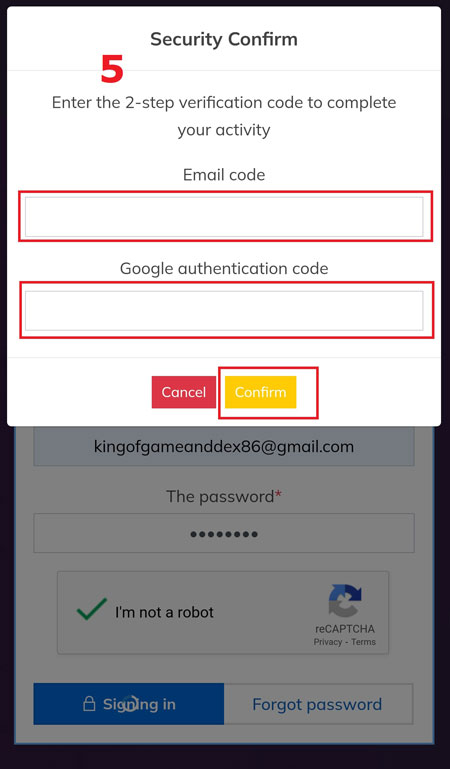 Security Confirm
5
Enter the 2-step verification code to complete
your activity
Email code
Google authentication code
Cancel Confirm
kingofgameanddex86@gmail.com
The password*
I'm not a robot
reCAPTCHA
Privacy - Terms
Signing in Forgot password